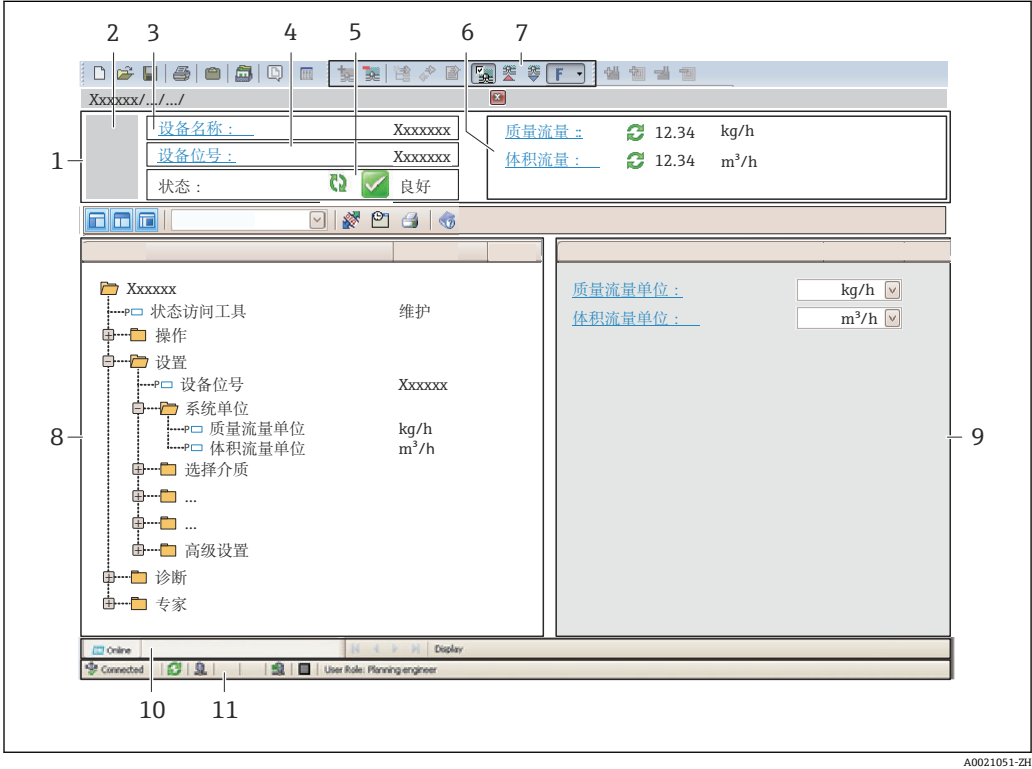 2 3 4 5 6 7
F
Xxxxxx/.../.../
1
设备名称： Xxxxxxx
设备位号： Xxxxxxx
状态： 良好
质量流量 :: 12.34 kg/h
体积流量： 12.34 m³/h
Xxxxxx
P 状态访问工具 维护
操作
设置
P 设备位号 Xxxxxx
系统单位
P 质量流量单位 kg/h
P 体积流量单位 m³/h
选择介质
...
...
高级设置
诊断
专家
质量流量单位： kg/h
体积流量单位： m³/h
8
9
Online Display
Connected User Role: Planning engineer
10 11
A0021051-ZH